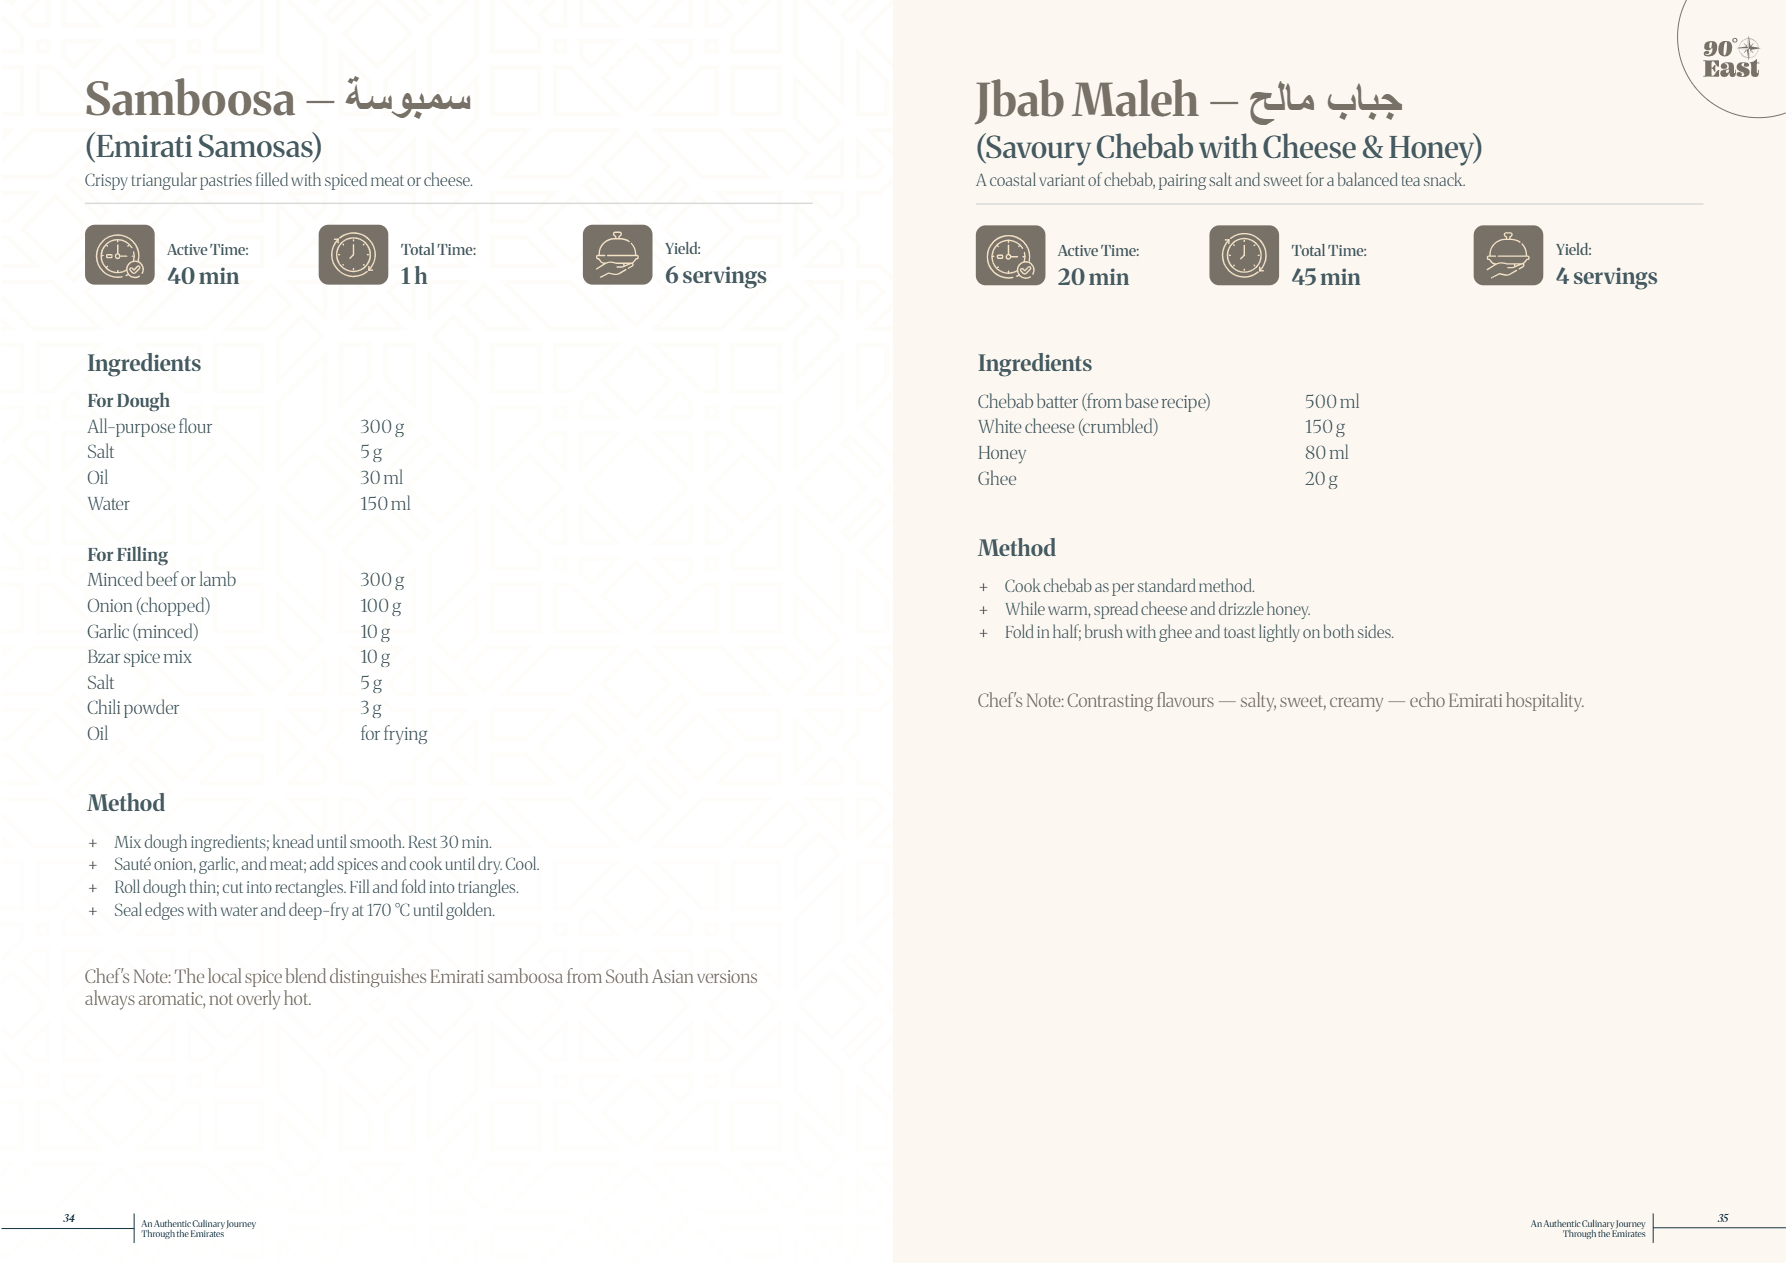 Samboosa – سمبوسة
(Emirati Samosas)
Crispy triangular pastries filled with spiced meat or cheese.
Active Time:
40 min
Total Time:
1 h
Yield:
6 servings
Ingredients
For Dough
All-purpose flour 300 g
Salt 5 g
Oil 30 ml
Water 150 ml
For Filling
Minced beef or lamb 300 g
Onion (chopped) 100 g
Garlic (minced) 10 g
Bzar spice mix 10 g
Salt 5 g
Chili powder 3 g
Oil for frying
Method
+ Mix dough ingredients; knead until smooth. Rest 30 min.
+ Sauté onion, garlic, and meat; add spices and cook until dry. Cool.
+ Roll dough thin; cut into rectangles. Fill and fold into triangles.
+ Seal edges with water and deep-fry at 170 °C until golden.
Chef's Note: The local spice blend distinguishes Emirati samboosa from South Asian versions
always aromatic, not overly hot.
34
An Authentic Culinary Journey
Through the Emirates
90°
East
Jbab Maleh – جباب مالح
(Savoury Chebab with Cheese & Honey)
A coastal variant of chebab, pairing salt and sweet for a balanced tea snack.
Active Time:
20 min
Total Time:
45 min
Yield:
4 servings
Ingredients
Chebab batter (from base recipe) 500 ml
White cheese (crumbled) 150 g
Honey 80 ml
Ghee 20 g
Method
+ Cook chebab as per standard method.
+ While warm, spread cheese and drizzle honey.
+ Fold in half; brush with ghee and toast lightly on both sides.
Chef's Note: Contrasting flavours — salty, sweet, creamy — echo Emirati hospitality.
An Authentic Culinary Journey
Through the Emirates
35